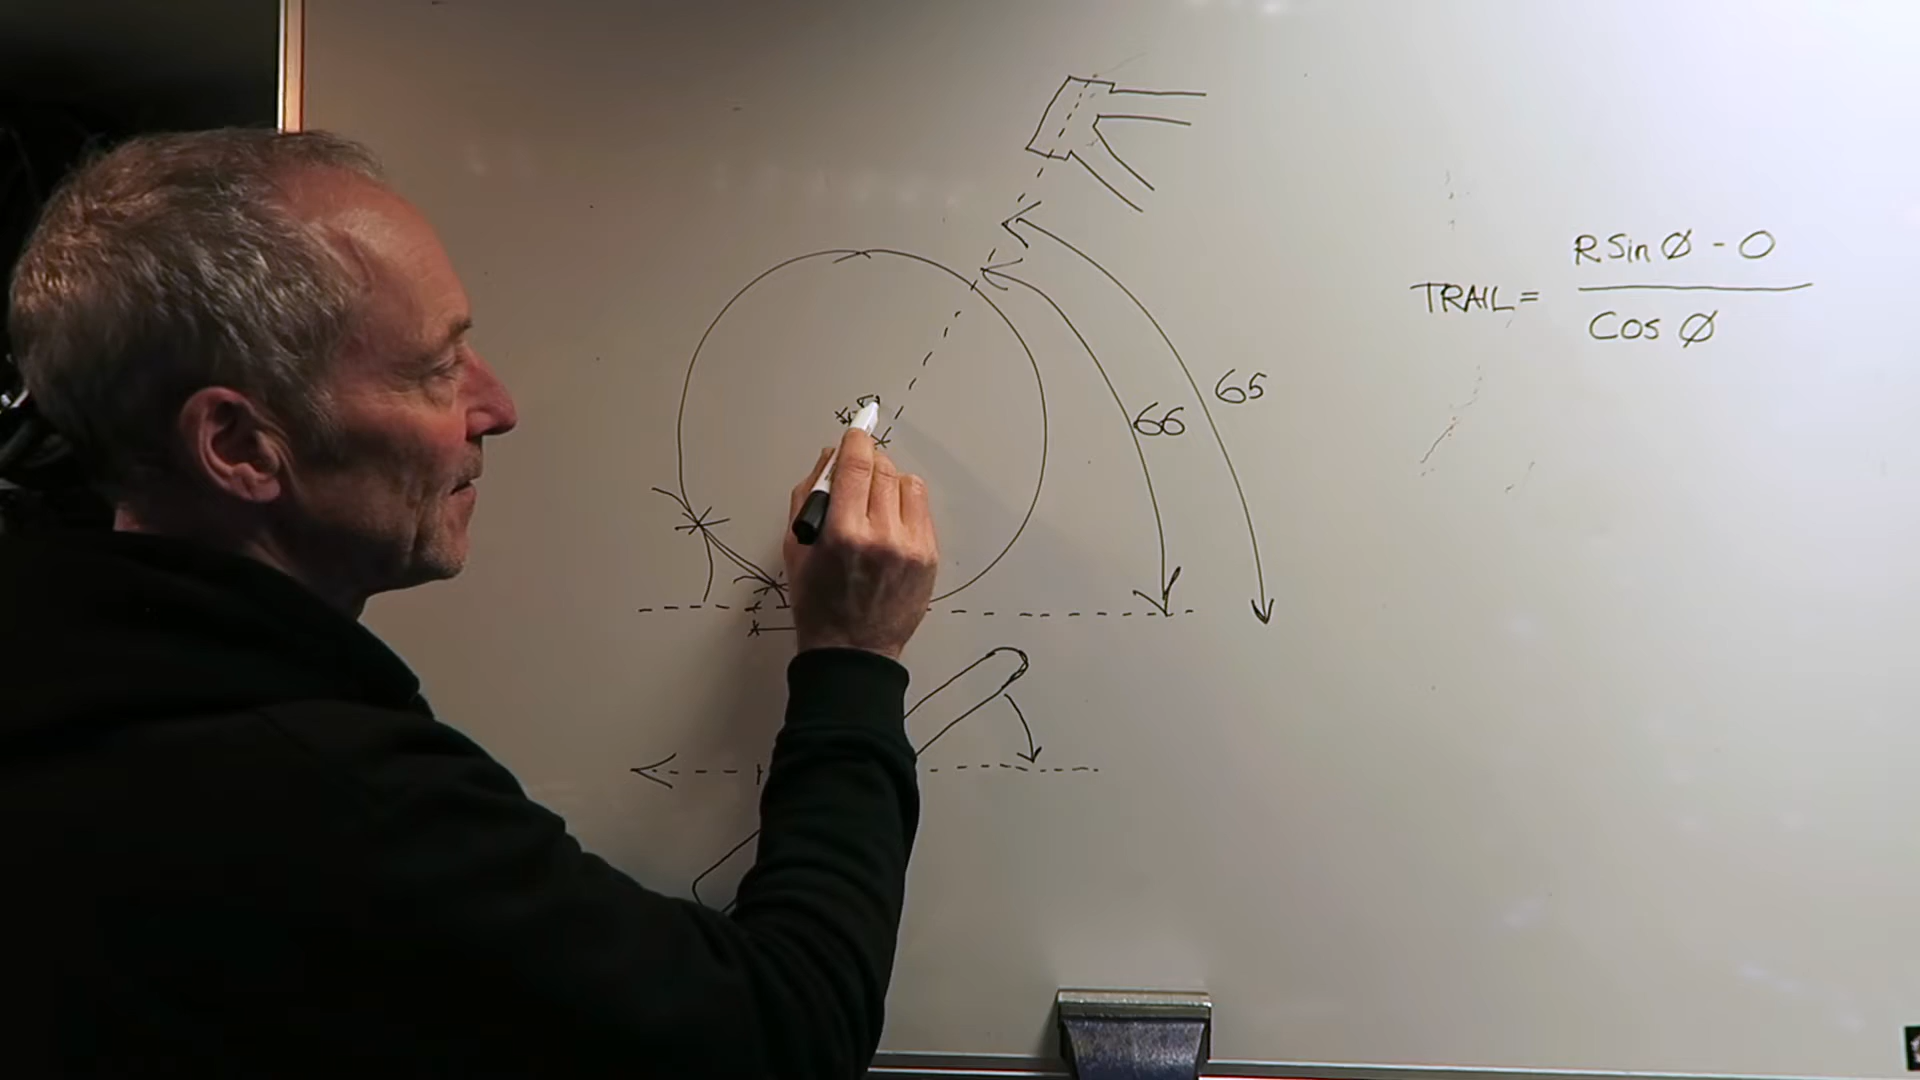 65
66
R Sin Ø - O
TRAIL = ―
Cos Ø